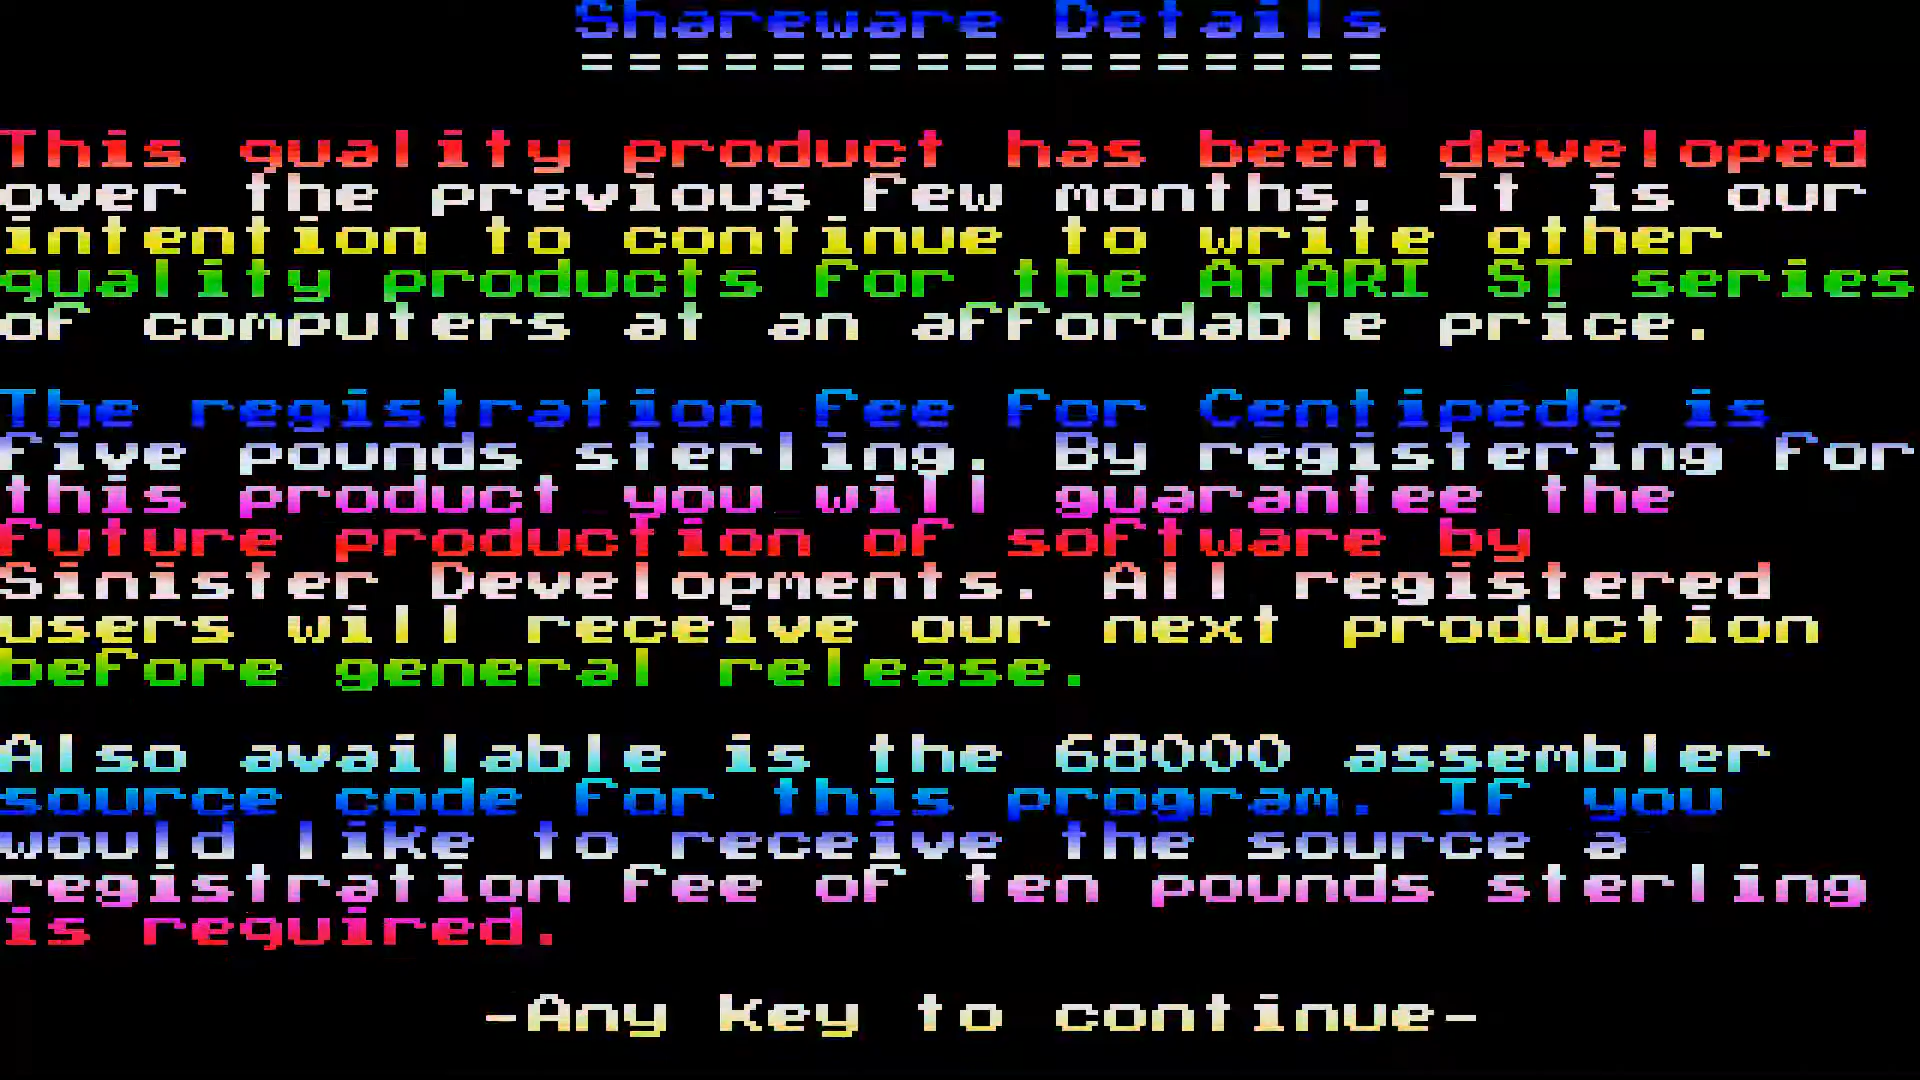 Shareware Details
=================
This quality product has been developed
over the previous few months. It is our
intention to continue to write other
quality products for the ATARI ST series
of computers at an affordable price.
The registration fee for Centipede is
five pounds sterling. By registering for
this product you will guarantee the
future production of software by
Sinister Developments. All registered
users will receive our next production
before general release.
Also available is the 68000 assembler
source code for this program. If you
would like to receive the source a
registration fee of ten pounds sterling
is required.
-Any key to continue-